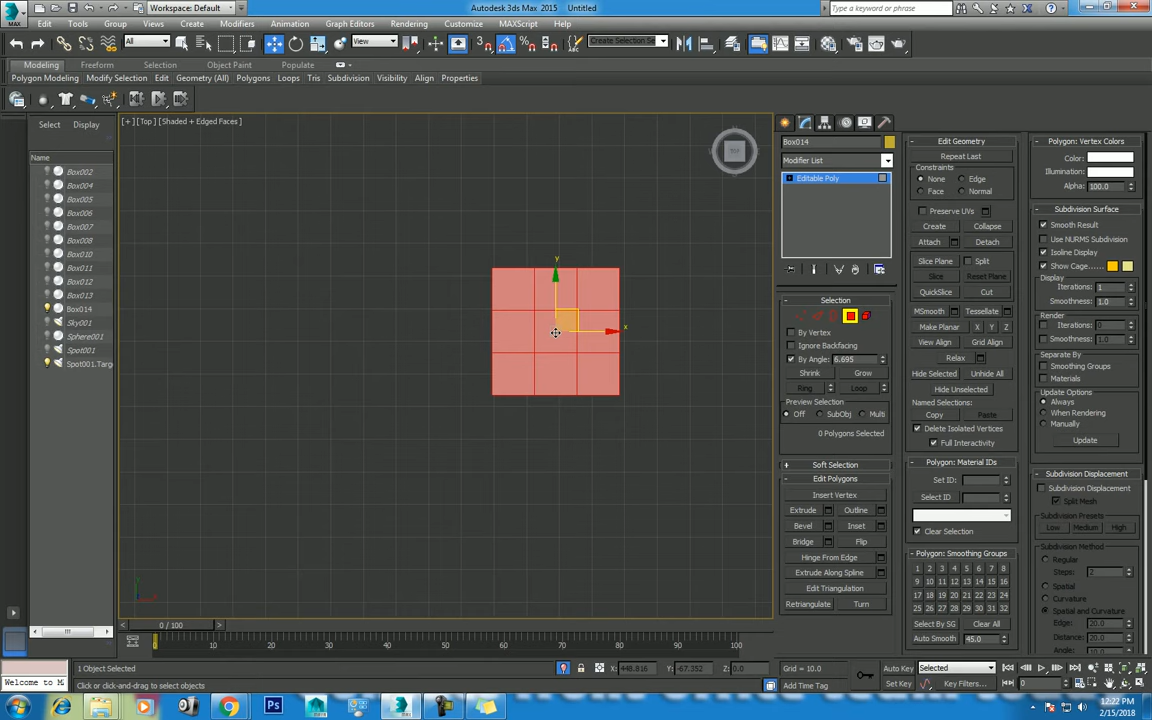 Autodesk 3ds Max 2015   Untitled
Workspace: Default
Type a keyword or phrase
MAX
Edit Tools Group Views Create Modifiers Animation Graph Editors Rendering Customize MAXScript Help
All
View
Create Selection Se
Modeling Freeform Selection Object Paint Populate
Polygon Modeling Modify Selection Edit Geometry (All) Polygons Loops Tris Subdivision Visibility Align Properties
Select Display
Name
Box002
Box004
Box005
Box006
Box007
Box008
Box010
Box011
Box012
Box013
Box014
Sky001
Sphere001
Spot001
Spot001.Targ
[+] [Top] [Shaded + Edged Faces]
TOP
y
x
Box014
Modifier List
Editable Poly
Selection
By Vertex
Ignore Backfacing
By Angle: 6.695
Shrink Grow
Ring Loop
Preview Selection
Off SubObj Multi
0 Polygons Selected
Soft Selection
Edit Polygons
Insert Vertex
Extrude Outline
Bevel Inset
Bridge Flip
Hinge From Edge
Extrude Along Spline
Edit Triangulation
Retriangulate Turn
Edit Geometry
Repeat Last
Constraints
None Edge
Face Normal
Preserve UVs
Create Collapse
Attach Detach
Slice Plane Split
Slice Reset Plane
QuickSlice Cut
MSmooth Tessellate
Make Planar X Y Z
View Align Grid Align
Relax
Hide Selected Unhide All
Hide Unselected
Named Selections:
Copy Paste
Delete Isolated Vertices
Full Interactivity
Polygon: Material IDs
Set ID:
Select ID
Clear Selection
Polygon: Smoothing Groups
1 2 3 4 5 6 7 8
9 10 11 12 13 14 15 16
17 18 19 20 21 22 23 24
25 26 27 28 29 30 31 32
Select By SG Clear All
Auto Smooth 45.0
Polygon: Vertex Colors
Color:
Illumination:
Alpha: 100.0
Subdivision Surface
Smooth Result
Use NURMS Subdivision
Isoline Display
Show Cage......
Display
Iterations: 1
Smoothness: 1.0
Render
Iterations: 0
Smoothness: 1.0
Separate By
Smoothing Groups
Materials
Update Options
Always
When Rendering
Manually
Update
Subdivision Displacement
Subdivision Displacement
Split Mesh
Subdivision Presets
Low Medium High
Subdivision Method
Regular
Steps: 2
Spatial
Curvature
Spatial and Curvature
Edge: 20.0
Distance: 20.0
0 / 100
0 10 20 30 40 50 60 70 80 90 100
1 Object Selected
X: 448.816 Y: -67.352 Z: 0.0
Grid = 10.0
Auto Key Selected
Welcome to M
Click or click-and-drag to select objects
Add Time Tag
Set Key Key Filters...
0
12:22 PM
2/15/2018